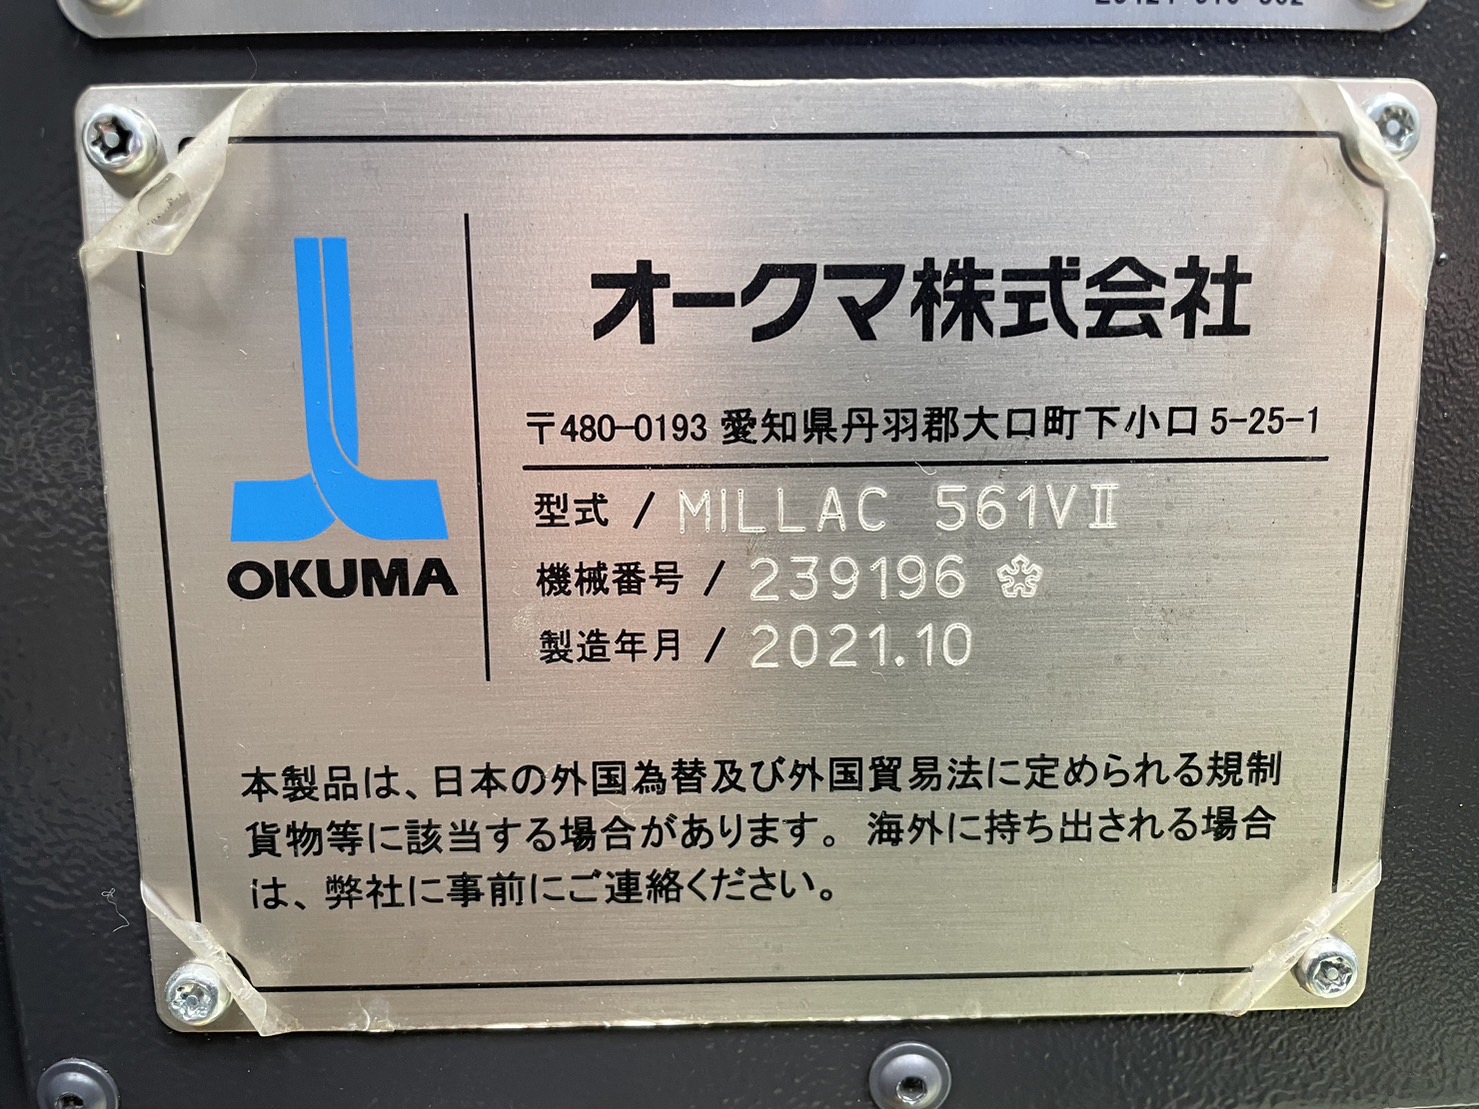 オークマ株式会社
〒480-0193 愛知県丹羽郡大口町下小口 5-25-1
OKUMA
型式 / MILLAC 561VⅡ
機械番号 / 239196
製造年月 / 2021.10
本製品は、日本の外国為替及び外国貿易法に定められる規制
貨物等に該当する場合があります。 海外に持ち出される場合
は、弊社に事前にご連絡ください。